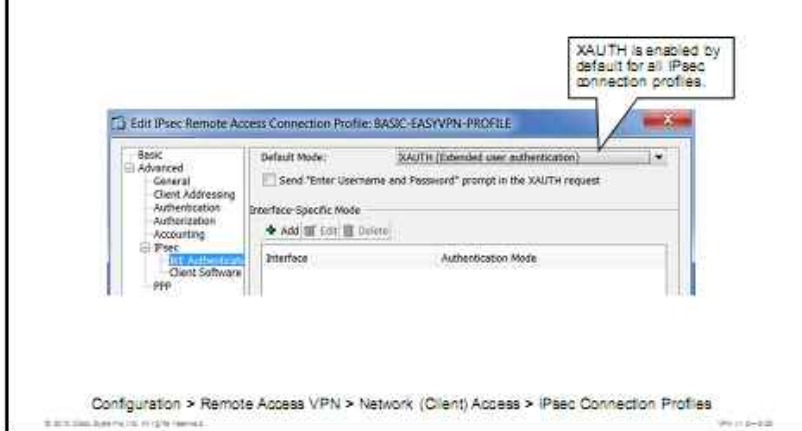 XAUTH is enabled by
default for all IPsec
connection profiles.
Edit IPsec Remote Access Connection Profile: BASIC-EASYVPN-PROFILE
Basic
Advanced
General
Client Addressing
Authentication
Authorization
Accounting
IPsec
Client Software
PPP
Default Mode:
XAUTH (Extended user authentication)
Send "Enter Username and Password" prompt in the XAUTH request
Interface-Specific Mode
Add Edit Delete
Interface Authentication Mode
Configuration > Remote Access VPN > Network (Client) Access > IPsec Connection Profiles